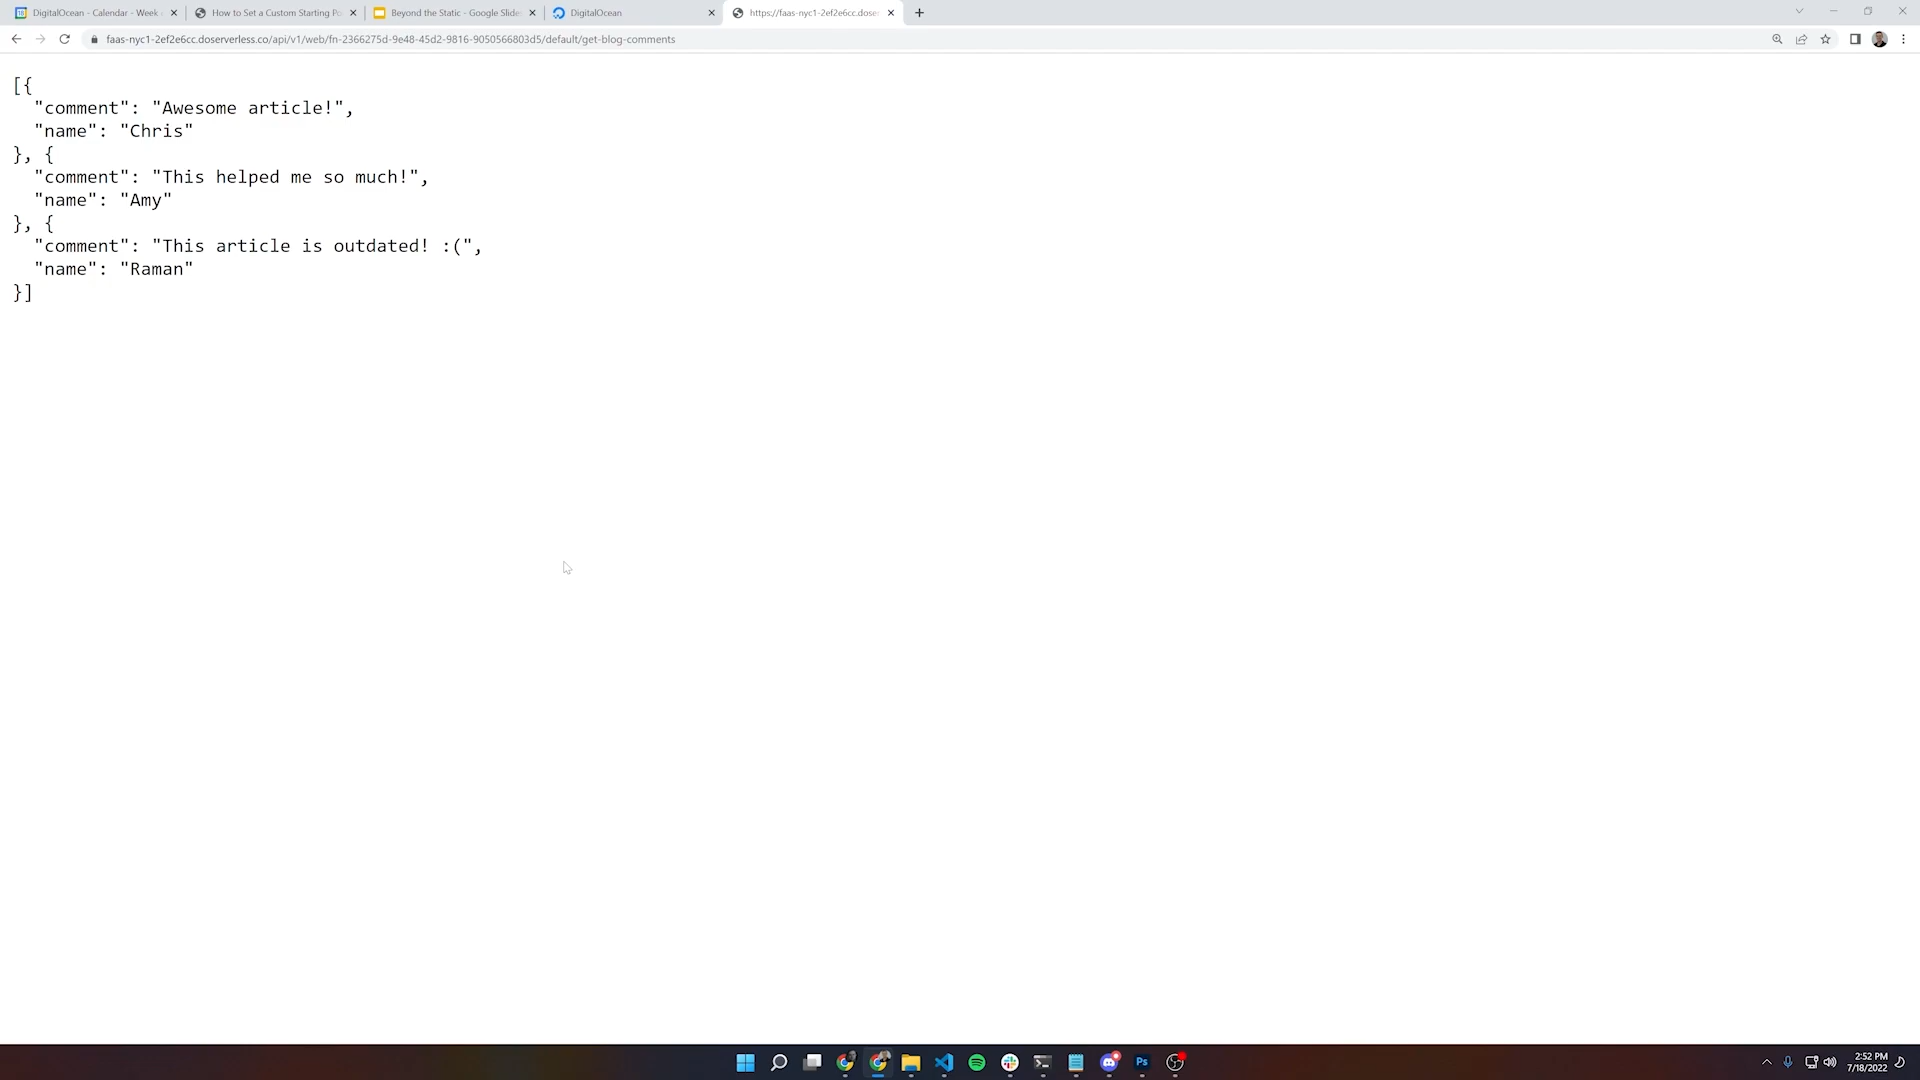 DigitalOcean - Calendar - Week
How to Set a Custom Starting Po
Beyond the Static - Google Slide
DigitalOcean
https://faas-nyc1-2ef2e6cc.doser
faas-nyc1-2ef2e6cc.doserverless.co/api/v1/web/fn-2366275d-9e48-45d2-9816-9050566803d5/default/get-blog-comments
[{
"comment": "Awesome article!",
"name": "Chris"
}, {
"comment": "This helped me so much!",
"name": "Amy"
}, {
"comment": "This article is outdated! :(",
"name": "Raman"
}]
Ps
2:52 PM
7/18/2022